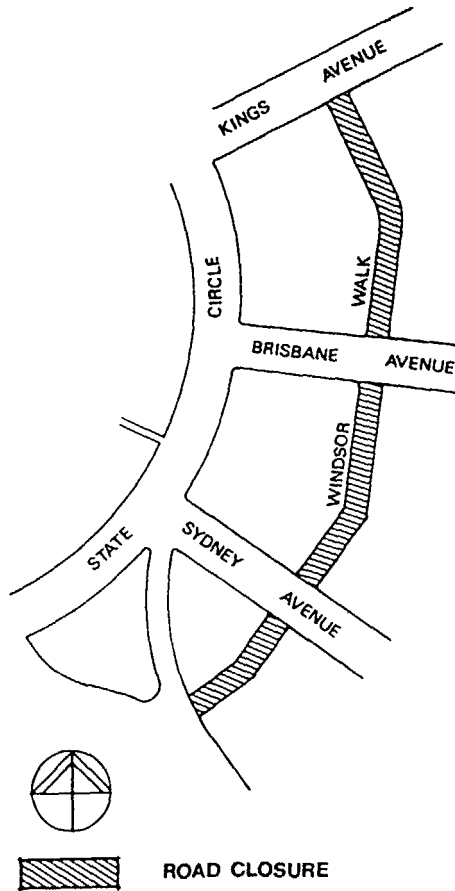 KINGS AVENUE
STATE CIRCLE
BRISBANE AVENUE
WINDSOR WALK
SYDNEY AVENUE
ROAD CLOSURE